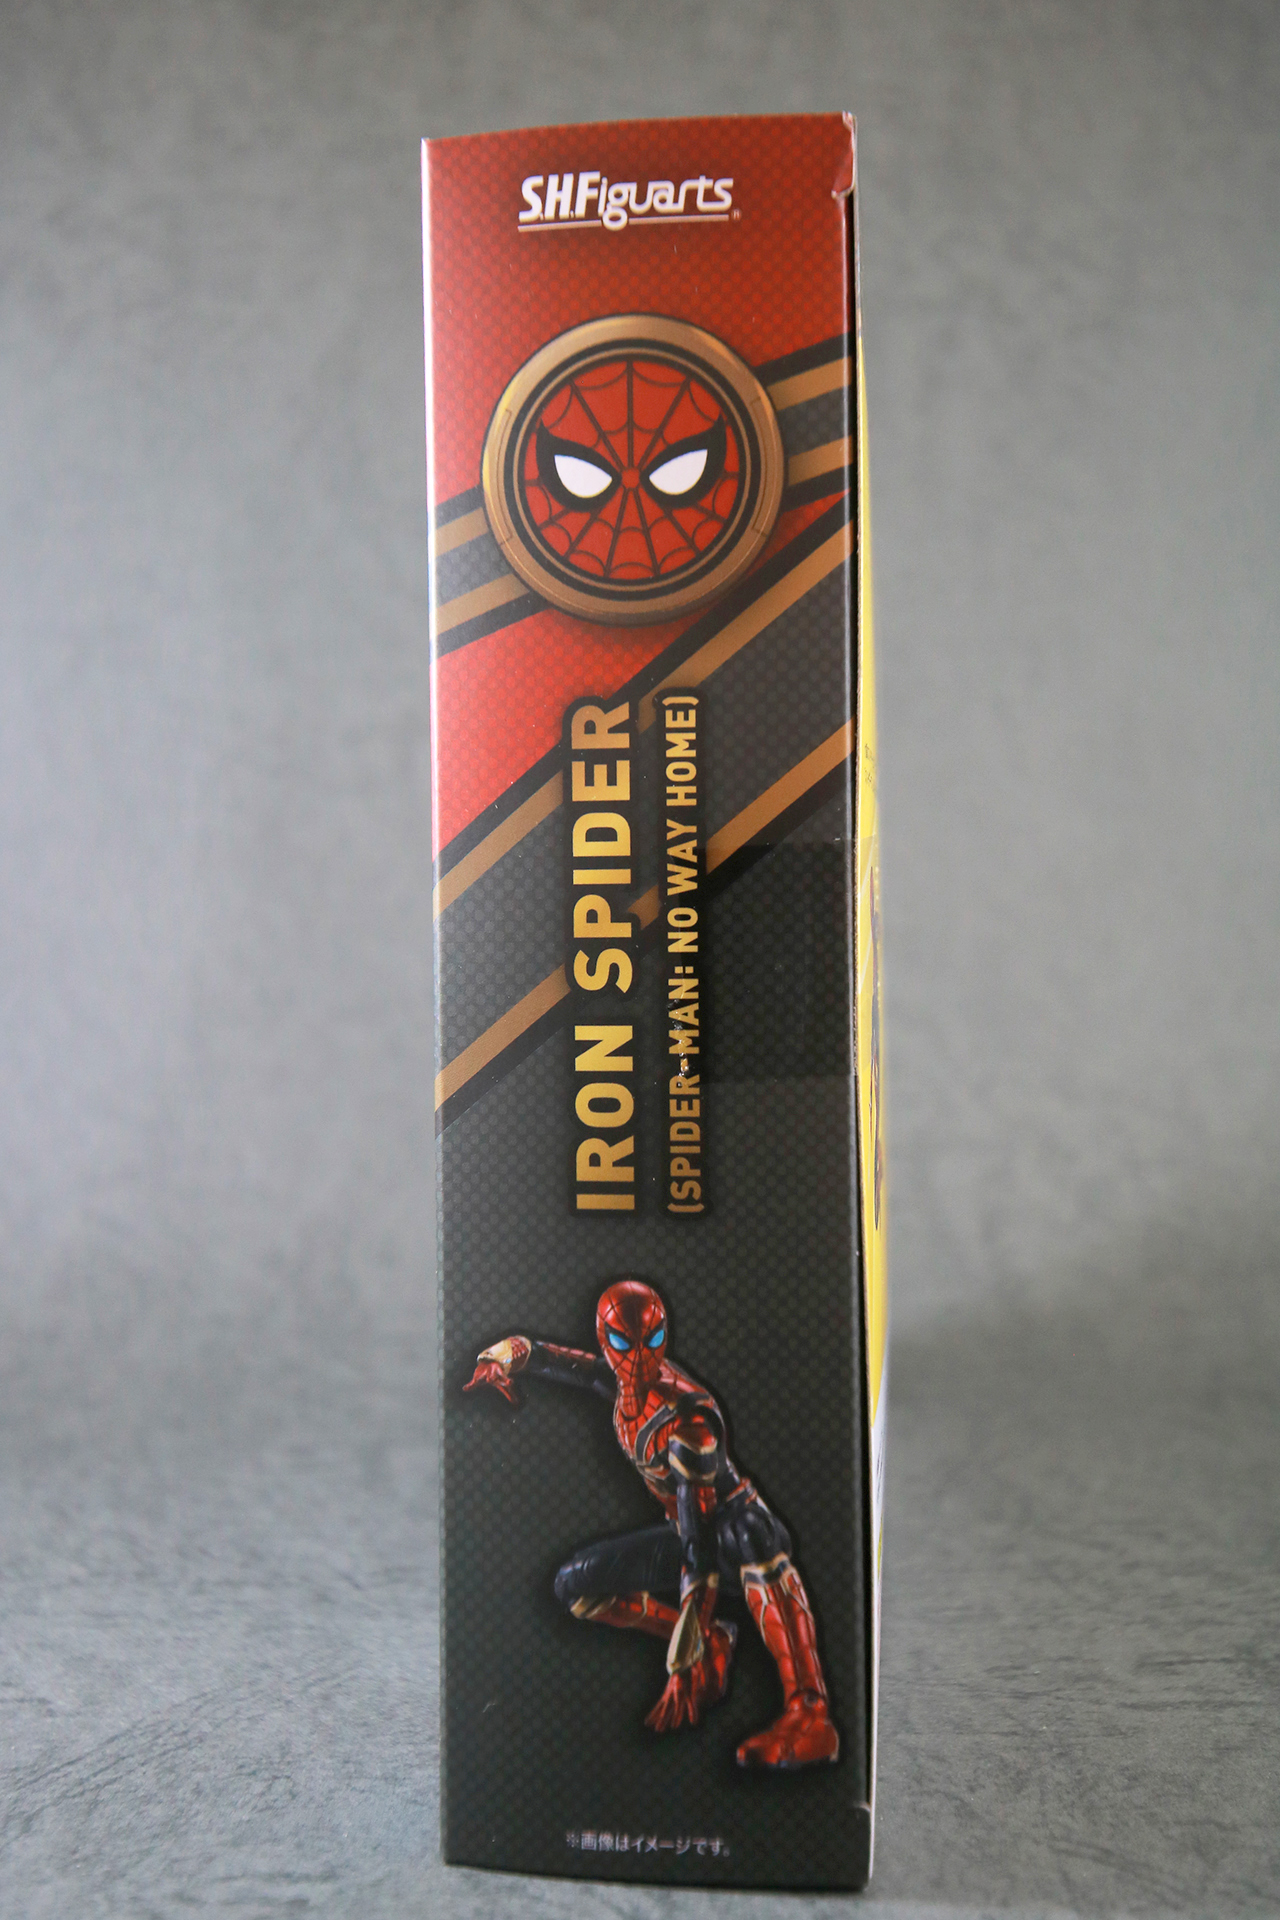 S.H.Figuarts
IRON SPIDER
(SPIDER-MAN: NO WAY HOME)
※画像はイメージです。